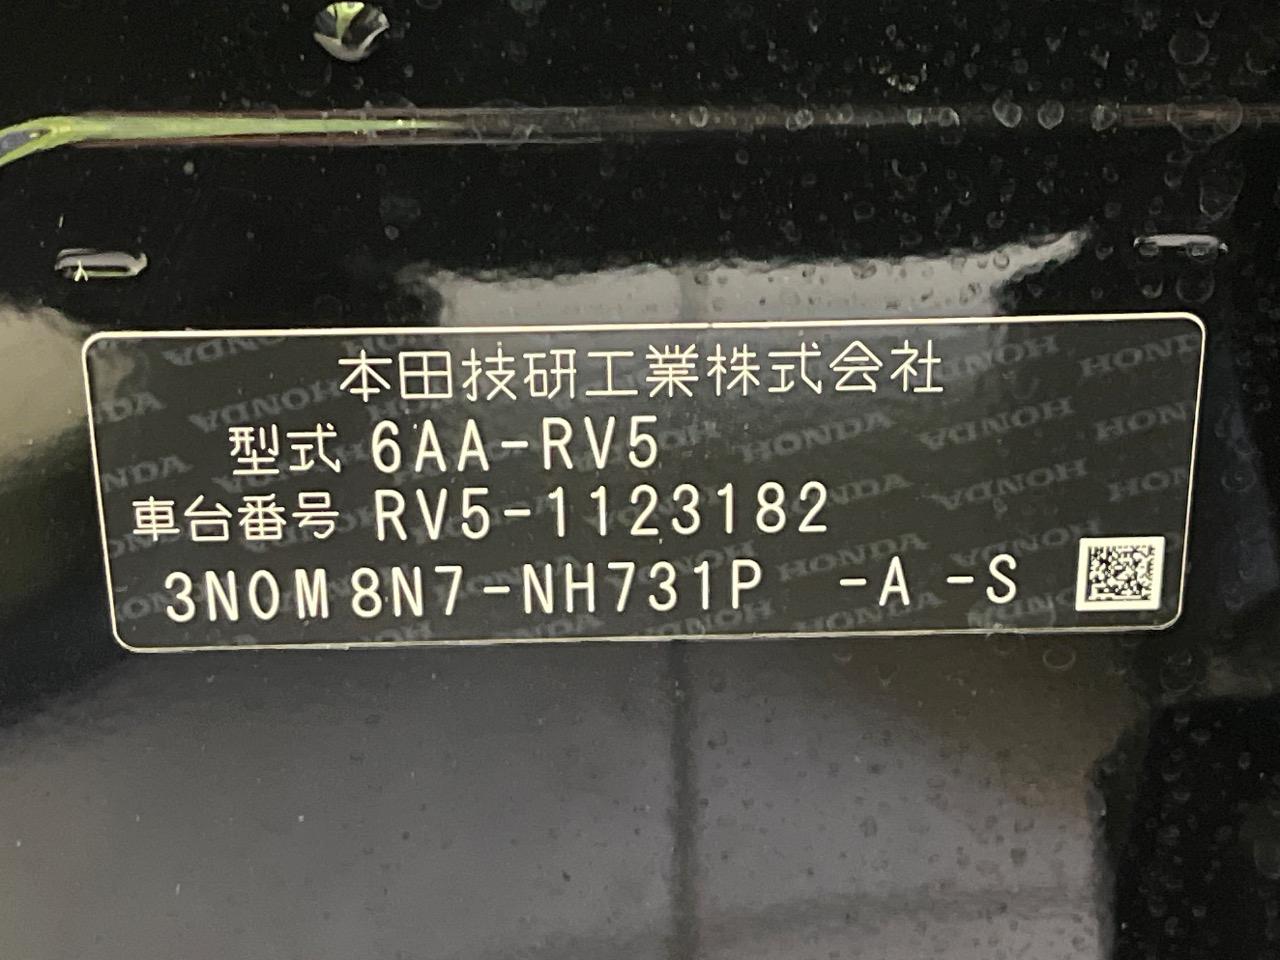 本田技研工業株式会社
型式 6AA-RV5
車台番号 RV5-1123182
3N0M8N7-NH731P -A -S